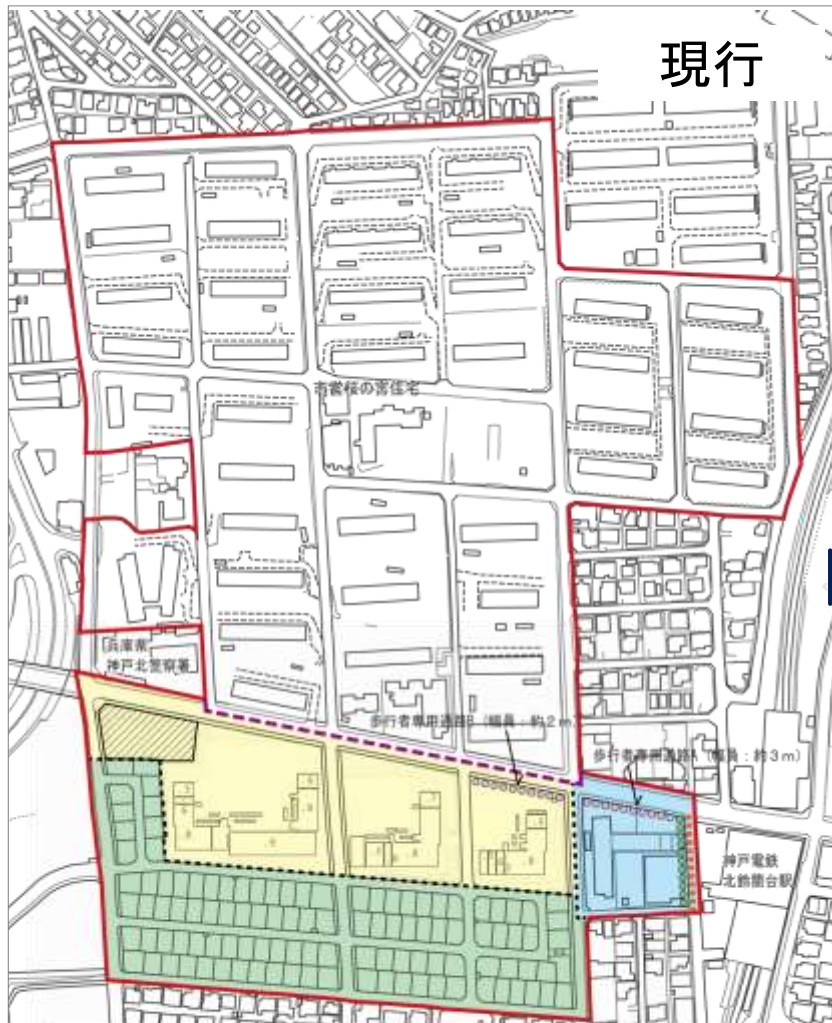 現行
市営桜の宮住宅
兵庫県
神戸北警察署
歩行者専用通路B（幅員：約２ｍ）
歩行者専用通路A（幅員：約３ｍ）
神戸電鉄
北鈴蘭台駅